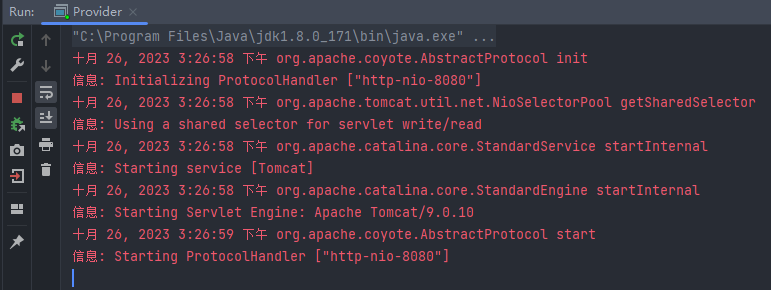 Run: Provider
"C:\Program Files\Java\jdk1.8.0_171\bin\java.exe" ...
十月 26, 2023 3:26:58 下午 org.apache.coyote.AbstractProtocol init
信息: Initializing ProtocolHandler ["http-nio-8080"]
十月 26, 2023 3:26:58 下午 org.apache.tomcat.util.net.NioSelectorPool getSharedSelector
信息: Using a shared selector for servlet write/read
十月 26, 2023 3:26:58 下午 org.apache.catalina.core.StandardService startInternal
信息: Starting service [Tomcat]
十月 26, 2023 3:26:58 下午 org.apache.catalina.core.StandardEngine startInternal
信息: Starting Servlet Engine: Apache Tomcat/9.0.10
十月 26, 2023 3:26:59 下午 org.apache.coyote.AbstractProtocol start
信息: Starting ProtocolHandler ["http-nio-8080"]